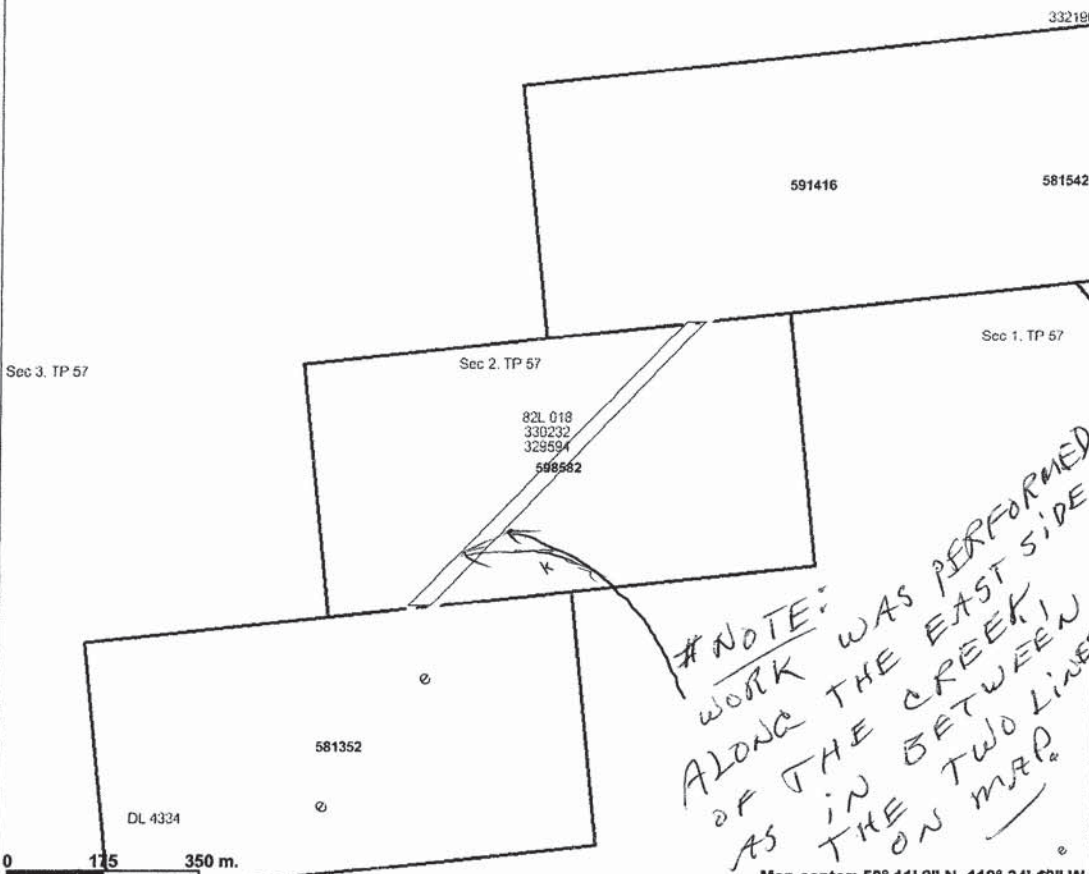 591416
581542
Sec 1. TP 57
Sec 2. TP 57
Sec 3. TP 57
82L 018
330232
329594
598582
K
# NOTE:
WORK WAS PERFORMED
ALONG THE EAST SIDE
OF THE CREEK,
AS IN BETWEEN
THE TWO LINES
ON MAP.
e
581352
e
DL 4334
e
0 175 350 m.